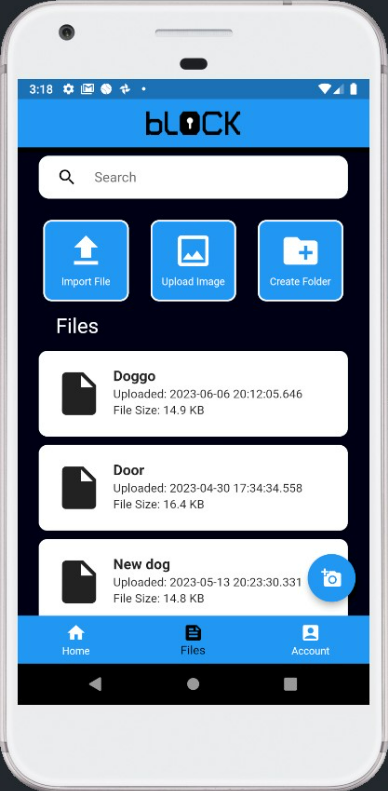 3:18
bLOCK
Search
Import File
Upload Image
Create Folder
Files
Doggo
Uploaded: 2023-06-06 20:12:05.646
File Size: 14.9 KB
Door
Uploaded: 2023-04-30 17:34:34.558
File Size: 16.4 KB
New dog
Uploaded: 2023-05-13 20:23:30.331
File Size: 14.8 KB
Home
Files
Account